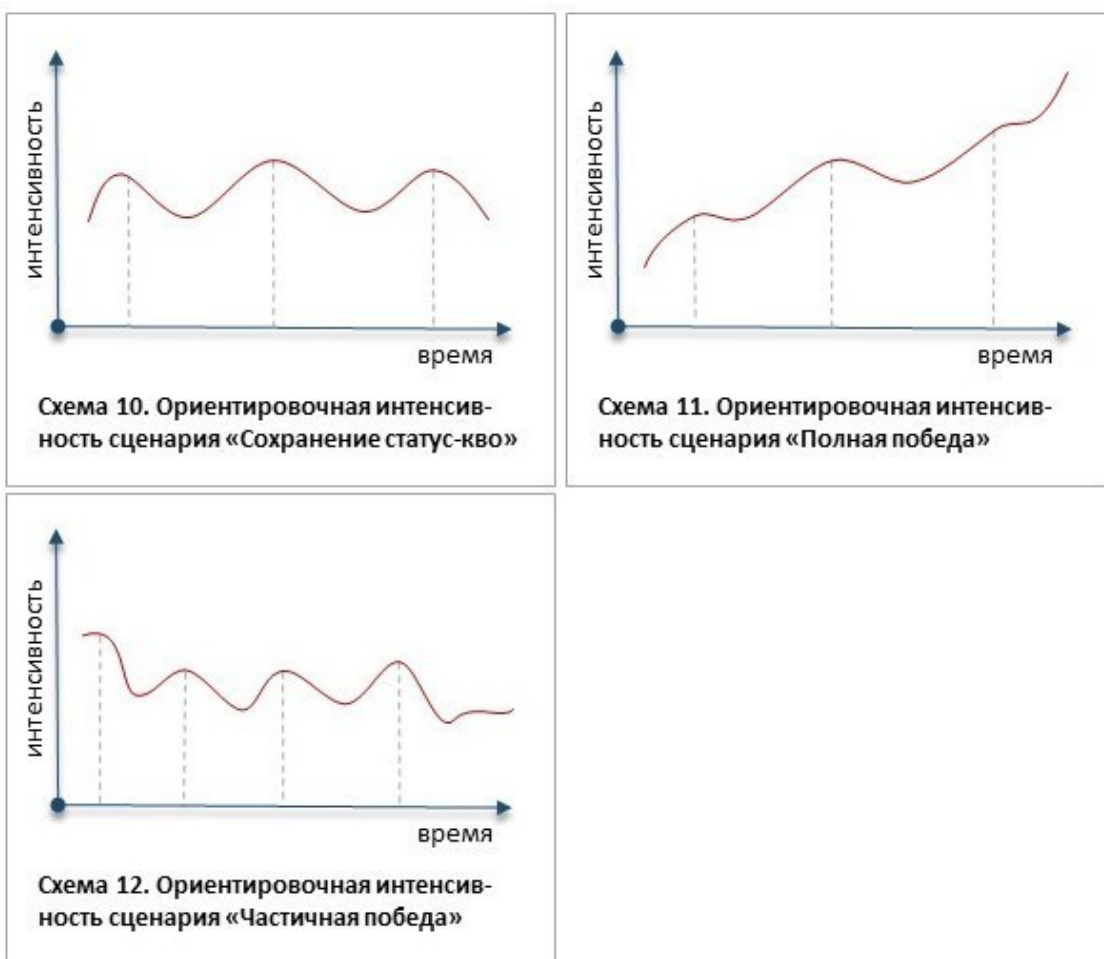 интенсивность
время
Схема 10. Ориентировочная интенсив-
ность сценария «Сохранение статус-кво»
интенсивность
время
Схема 11. Ориентировочная интенсив-
ность сценария «Полная победа»
интенсивность
время
Схема 12. Ориентировочная интенсив-
ность сценария «Частичная победа»